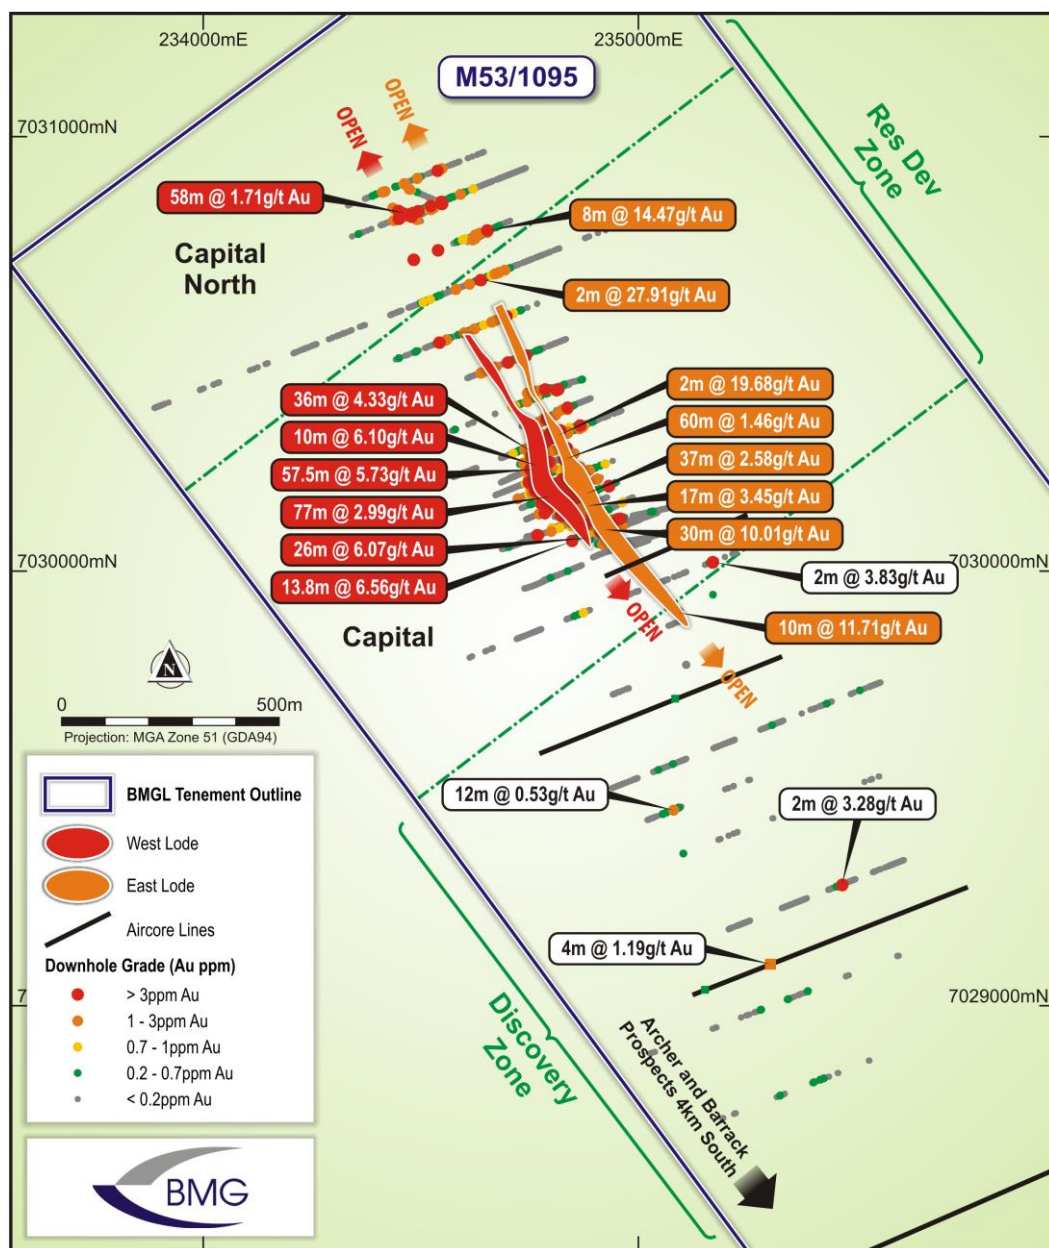 234000mE
235000mE
M53/1095
OPEN
OPEN
7031000mN
Res Dev
Zone
58m @ 1.71g/t Au
8m @ 14.47g/t Au
Capital
North
2m @ 27.91g/t Au
36m @ 4.33g/t Au
10m @ 6.10g/t Au
57.5m @ 5.73g/t Au
77m @ 2.99g/t Au
26m @ 6.07g/t Au
13.8m @ 6.56g/t Au
2m @ 19.68g/t Au
60m @ 1.46g/t Au
37m @ 2.58g/t Au
17m @ 3.45g/t Au
30m @ 10.01g/t Au
7030000mN
7030000mN
2m @ 3.83g/t Au
10m @ 11.71g/t Au
Capital
OPEN
OPEN
N
0 500m
Projection: MGA Zone 51 (GDA94)
12m @ 0.53g/t Au
2m @ 3.28g/t Au
4m @ 1.19g/t Au
7029000mN
Discovery
Zone
Archer and Barrack
Prospects 4km South
BMGL Tenement Outline
West Lode
East Lode
Aircore Lines
Downhole Grade (Au ppm)
> 3ppm Au
1 - 3ppm Au
0.7 - 1ppm Au
0.2 - 0.7ppm Au
< 0.2ppm Au
BMG